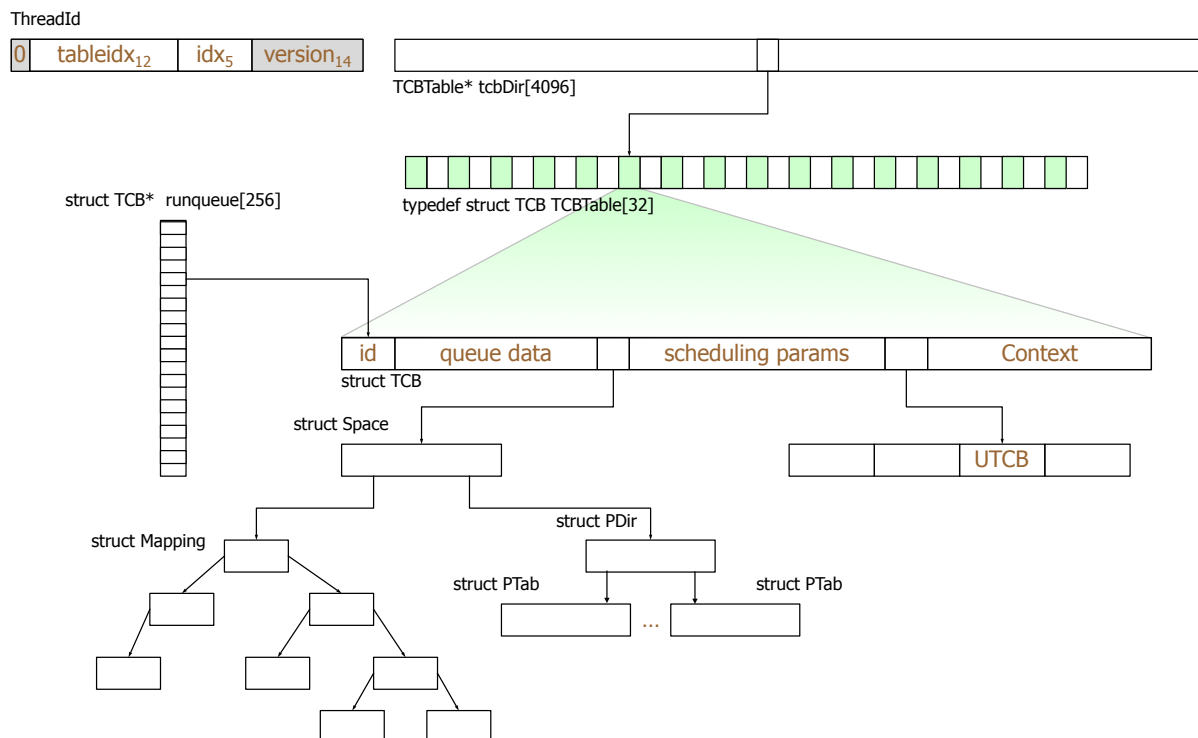 ThreadId
0 tableidx12 idx5 version14
TCBTable* tcbDir[4096]
struct TCB* runqueue[256]
typedef struct TCB TCBTable[32]
id queue data scheduling params Context
struct TCB
struct Space
UTCB
struct PDir
struct Mapping
struct PTab struct PTab
...